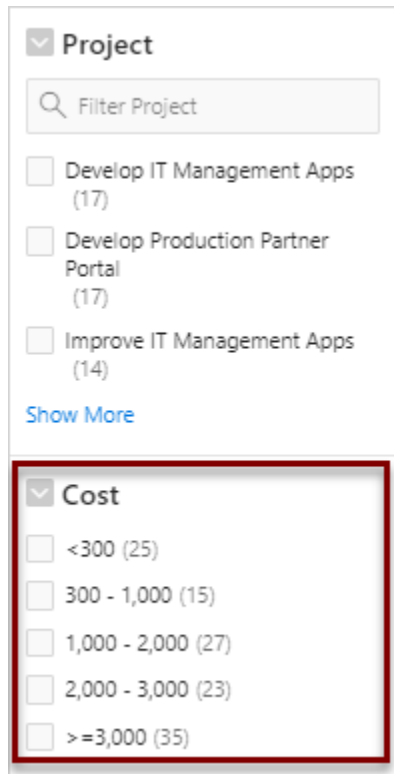 Project
Filter Project
Develop IT Management Apps
(17)
Develop Production Partner
Portal
(17)
Improve IT Management Apps
(14)
Show More
Cost
<300 (25)
300 - 1,000 (15)
1,000 - 2,000 (27)
2,000 - 3,000 (23)
>=3,000 (35)